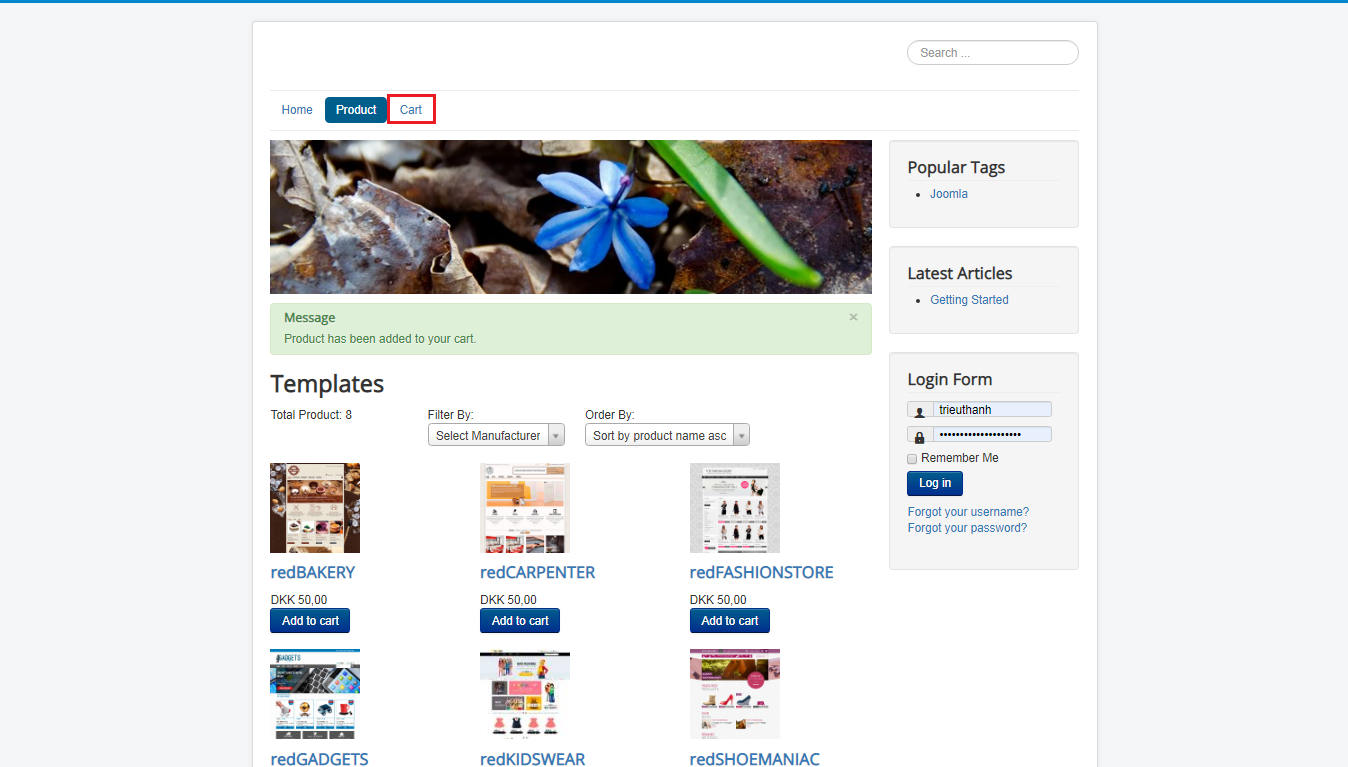 Search ...
Home
Product
Cart
Message
×
Product has been added to your cart.
Templates
Total Product: 8
Filter By:
Order By:
Select Manufacturer
Sort by product name asc
redBAKERY
redCARPENTER
redFASHIONSTORE
DKK 50,00
DKK 50,00
DKK 50,00
Add to cart
Add to cart
Add to cart
GADGETS
redGADGETS
redKIDSWEAR
redSHOEMANIAC
Popular Tags
Joomla
Latest Articles
Getting Started
Login Form
trieuthanh
••••••••••••••••••••
Remember Me
Log in
Forgot your username?
Forgot your password?